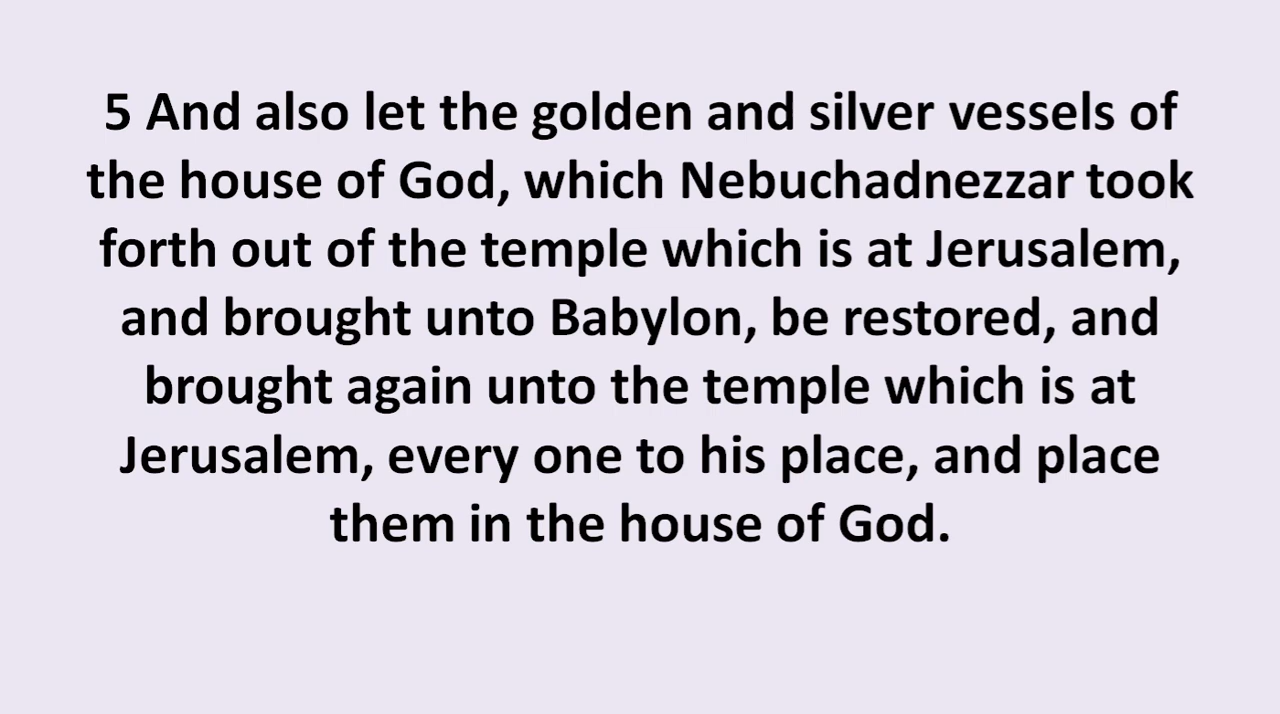 5 And also let the golden and silver vessels of
the house of God, which Nebuchadnezzar took
forth out of the temple which is at Jerusalem,
and brought unto Babylon, be restored, and
brought again unto the temple which is at
Jerusalem, every one to his place, and place
them in the house of God.